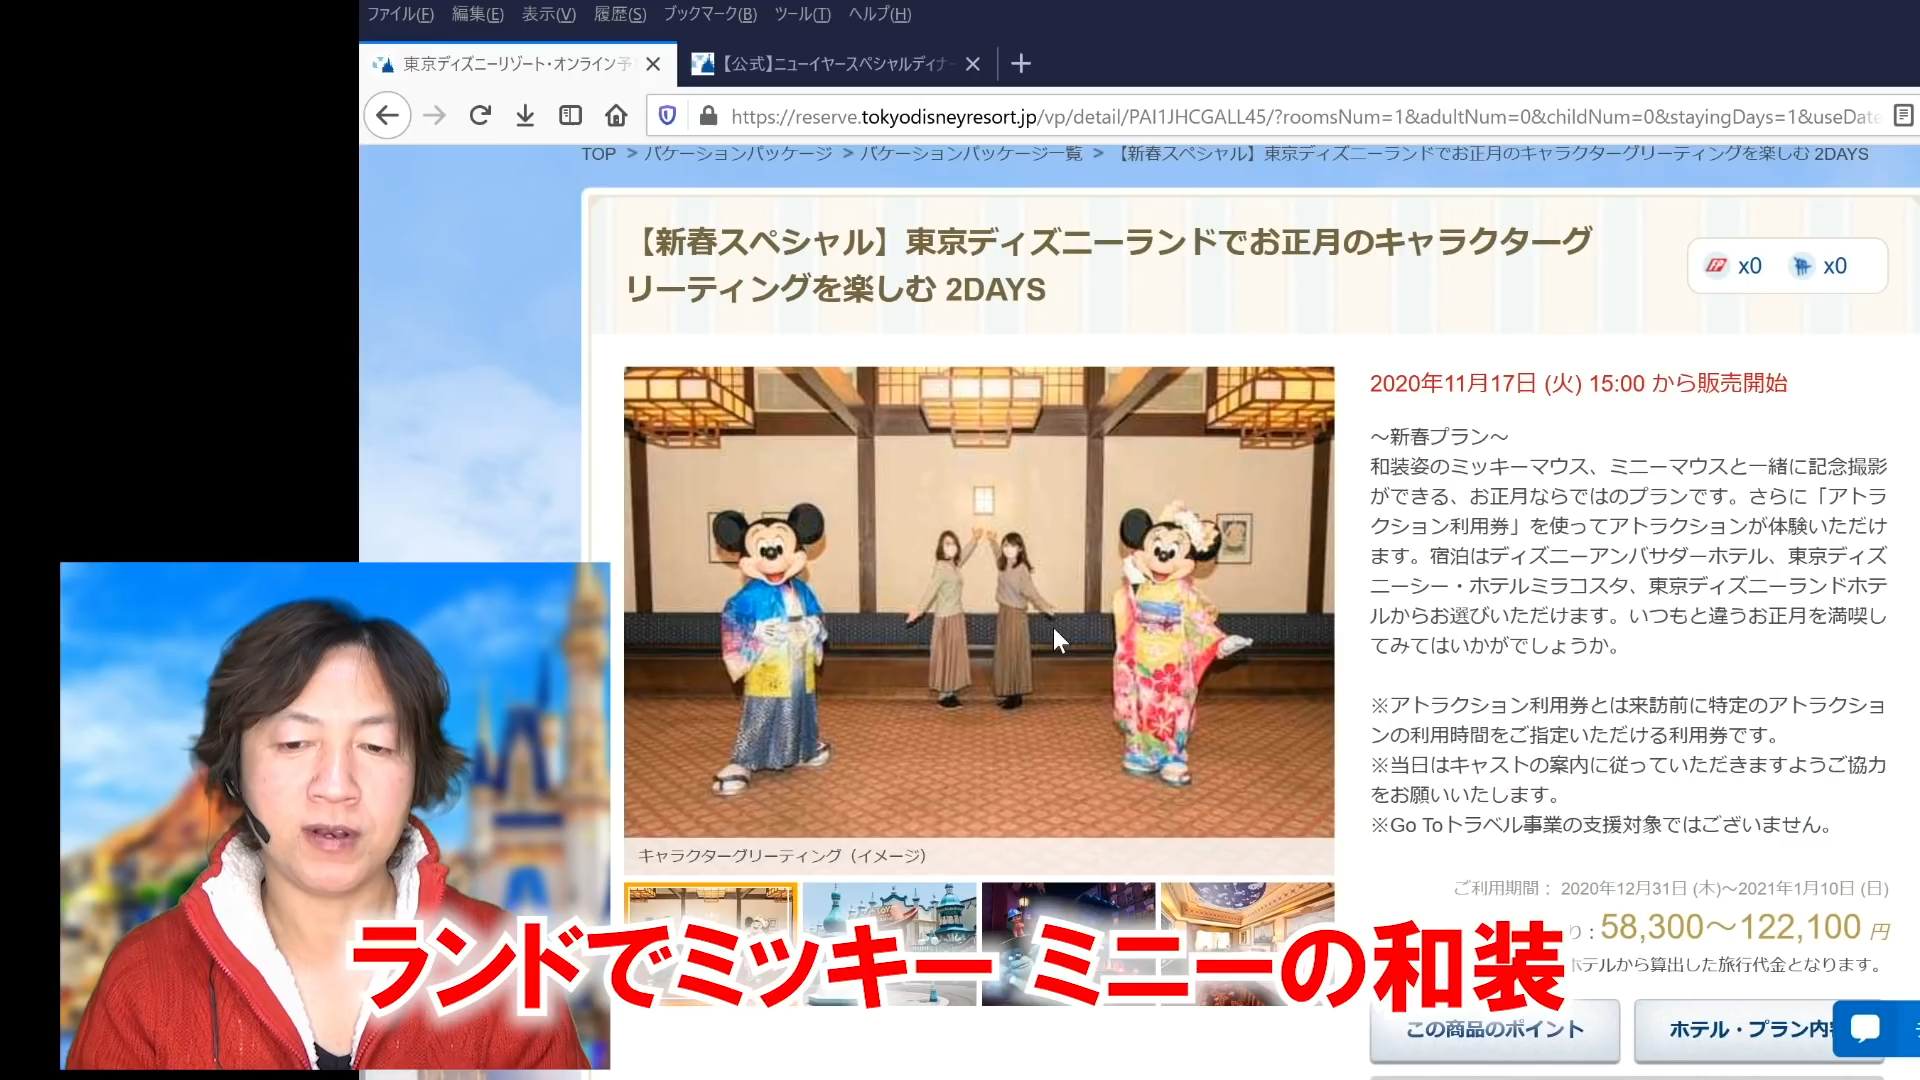 ファイル(F) 編集(E) 表示(V) 履歴(S) ブックマーク(B) ツール(T) ヘルプ(H)
東京ディズニーリゾート・オンライン予
【公式】ニューイヤースペシャルディナー
https://reserve.tokyodisneyresort.jp/vp/detail/PAI1JHCGALL45/?roomsNum=1&adultNum=0&childNum=0&stayingDays=1&useDate
TOP > バケーションパッケージ > バケーションパッケージ一覧 > 【新春スペシャル】東京ディズニーランドでお正月のキャラクターグリーティングを楽しむ 2DAYS
【新春スペシャル】東京ディズニーランドでお正月のキャラクターグ
リーティングを楽しむ 2DAYS
x0 x0
2020年11月17日 (火) 15:00 から販売開始
～新春プラン～
和装姿のミッキーマウス、ミニーマウスと一緒に記念撮影
ができる、お正月ならではのプランです。さらに「アトラ
クション利用券」を使ってアトラクションが体験いただけ
ます。宿泊はディズニーアンバサダーホテル、東京ディズ
ニーシー・ホテルミラコスタ、東京ディズニーランドホテ
ルからお選びいただけます。いつもと違うお正月を満喫し
てみてはいかがでしょうか。
※アトラクション利用券とは来訪前に特定のアトラクショ
ンの利用時間をご指定いただける利用券です。
※当日はキャストの案内に従っていただきますようご協力
をお願いいたします。
※Go Toトラベル事業の支援対象ではございません。
キャラクターグリーティング（イメージ）
ご利用期間： 2020年12月31日 (木)～2021年1月10日 (日)
り : 58,300～122,100 円
ホテルから算出した旅行代金となります。
ランドでミッキー ミニーの和装
この商品のポイント
ホテル・プラン内